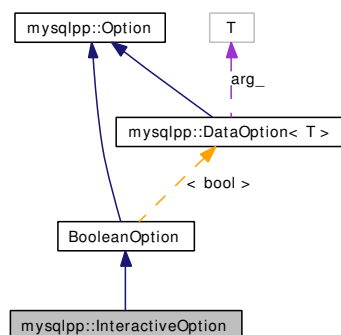 mysqlpp::Option
T
arg_
mysqlpp::DataOption< T >
< bool >
BooleanOption
mysqlpp::InteractiveOption